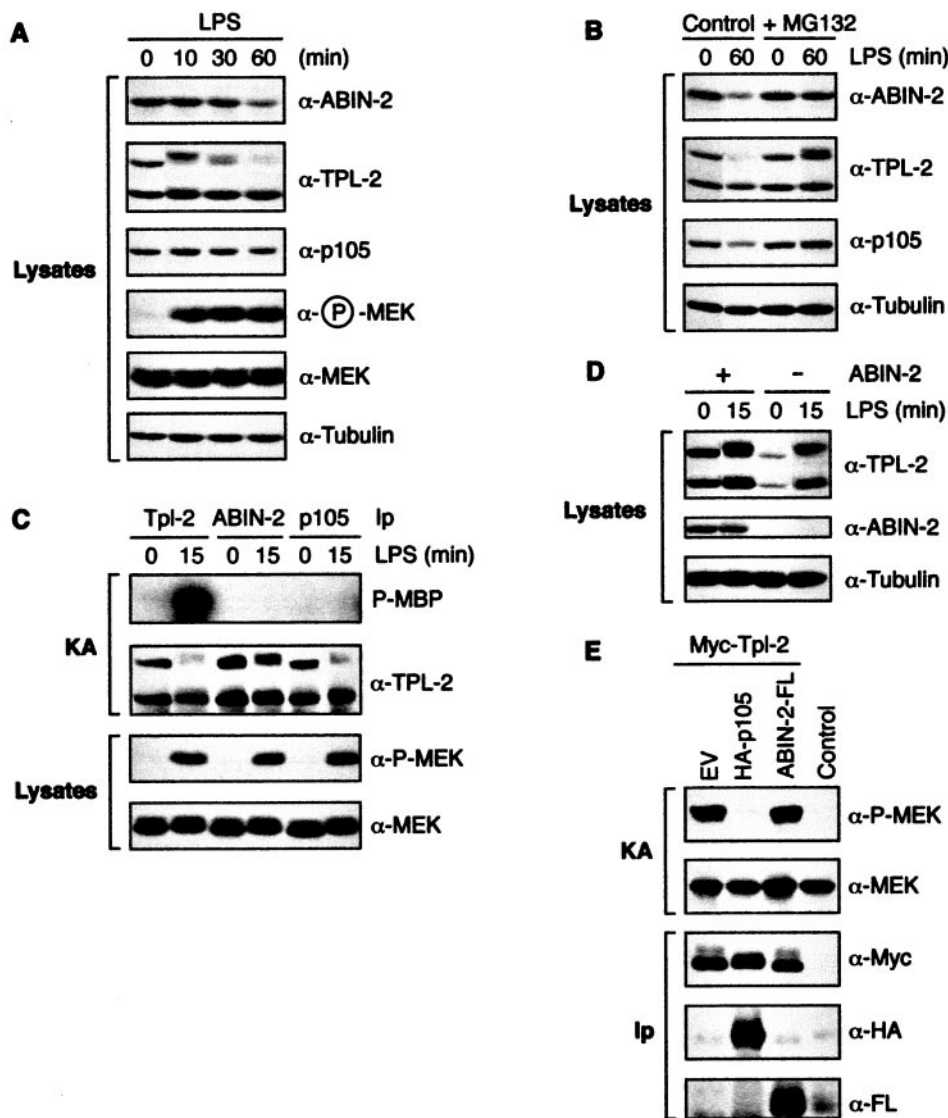 A
LPS
0 10 30 60 (min)
α-ABIN-2
α-TPL-2
α-p105
α-P-MEK
α-MEK
α-Tubulin
Lysates
B
Control + MG132
0 60 0 60 LPS (min)
α-ABIN-2
α-TPL-2
α-p105
α-Tubulin
Lysates
C
Tpl-2 ABIN-2 p105 Ip
0 15 0 15 0 15 LPS (min)
P-MBP
α-TPL-2
KA
α-P-MEK
α-MEK
Lysates
D
+ - ABIN-2
0 15 0 15 LPS (min)
α-TPL-2
α-ABIN-2
α-Tubulin
Lysates
E
Myc-Tpl-2
EV
HA-p105
ABIN-2-FL
Control
α-P-MEK
α-MEK
KA
α-Myc
α-HA
α-FL
Ip